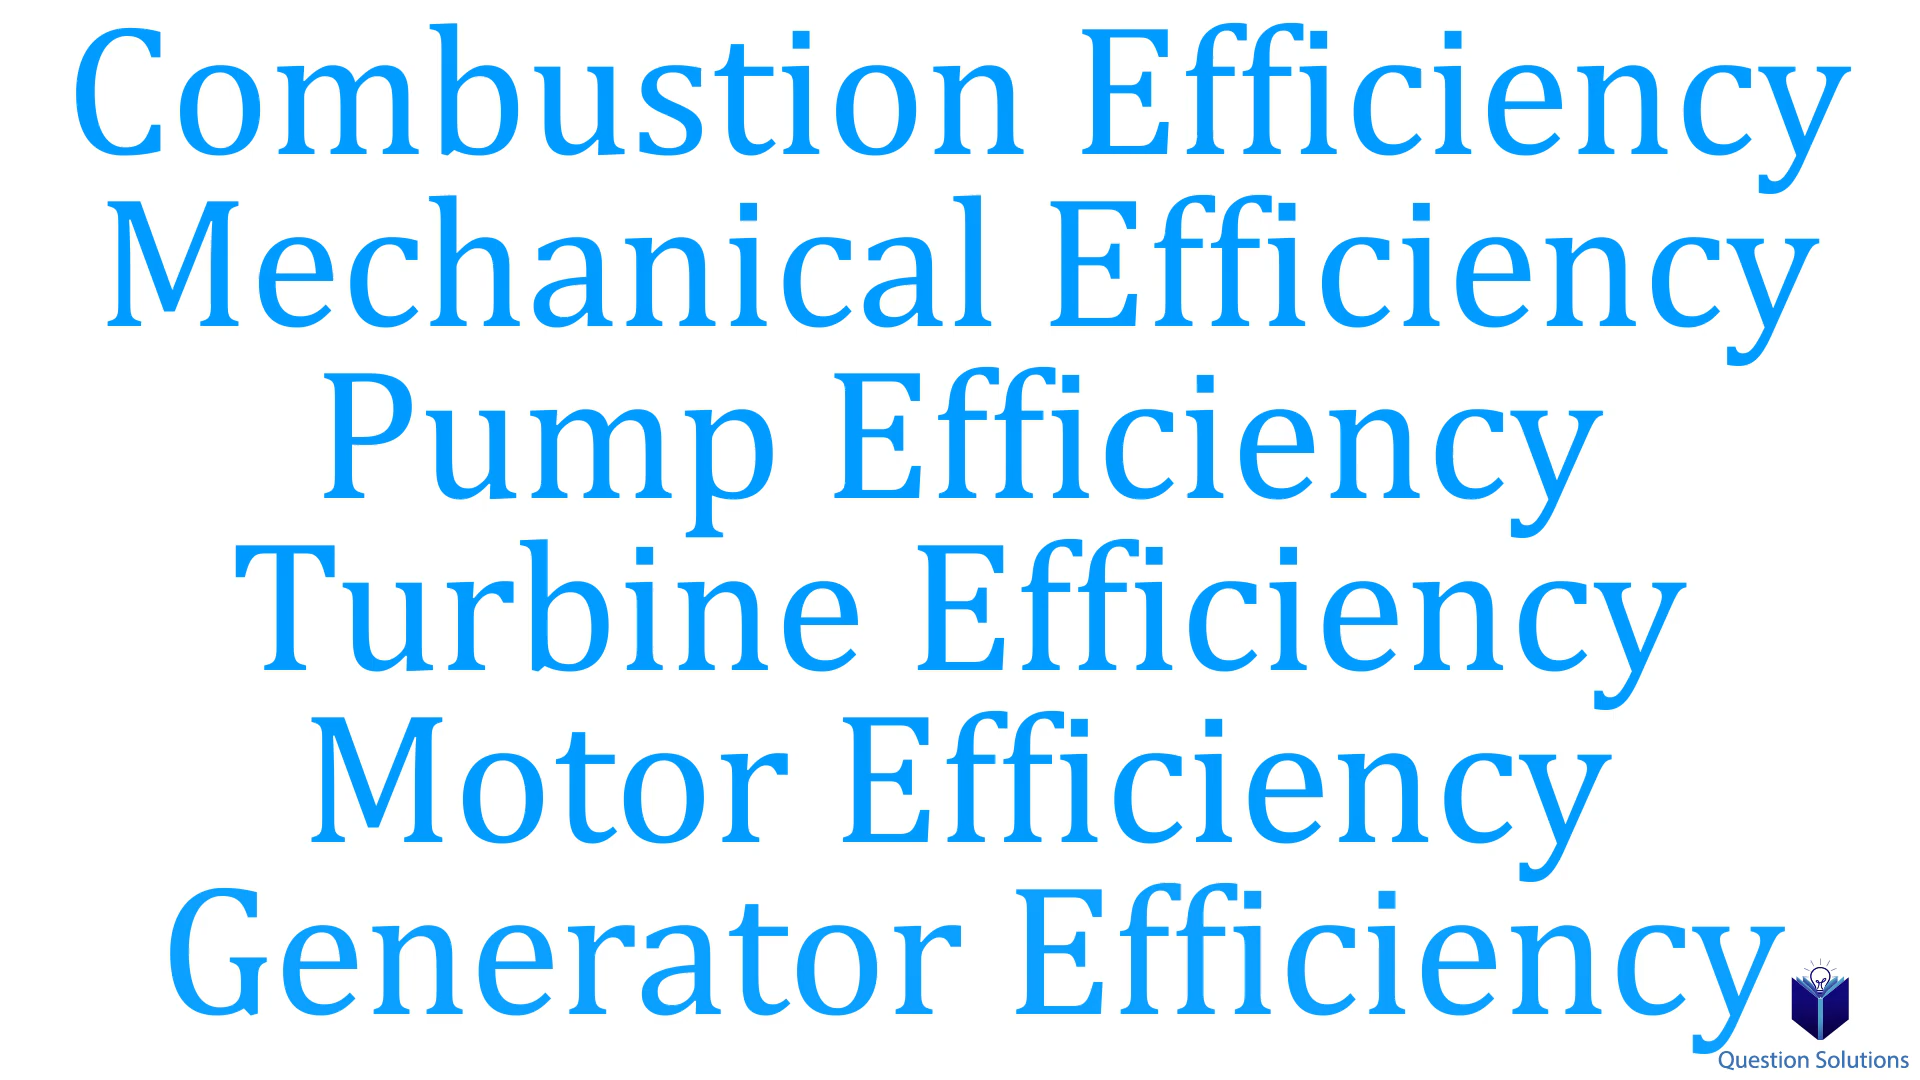 Combustion Efficiency
Mechanical Efficiency
Pump Efficiency
Turbine Efficiency
Motor Efficiency
Generator Efficiency
Question Solutions